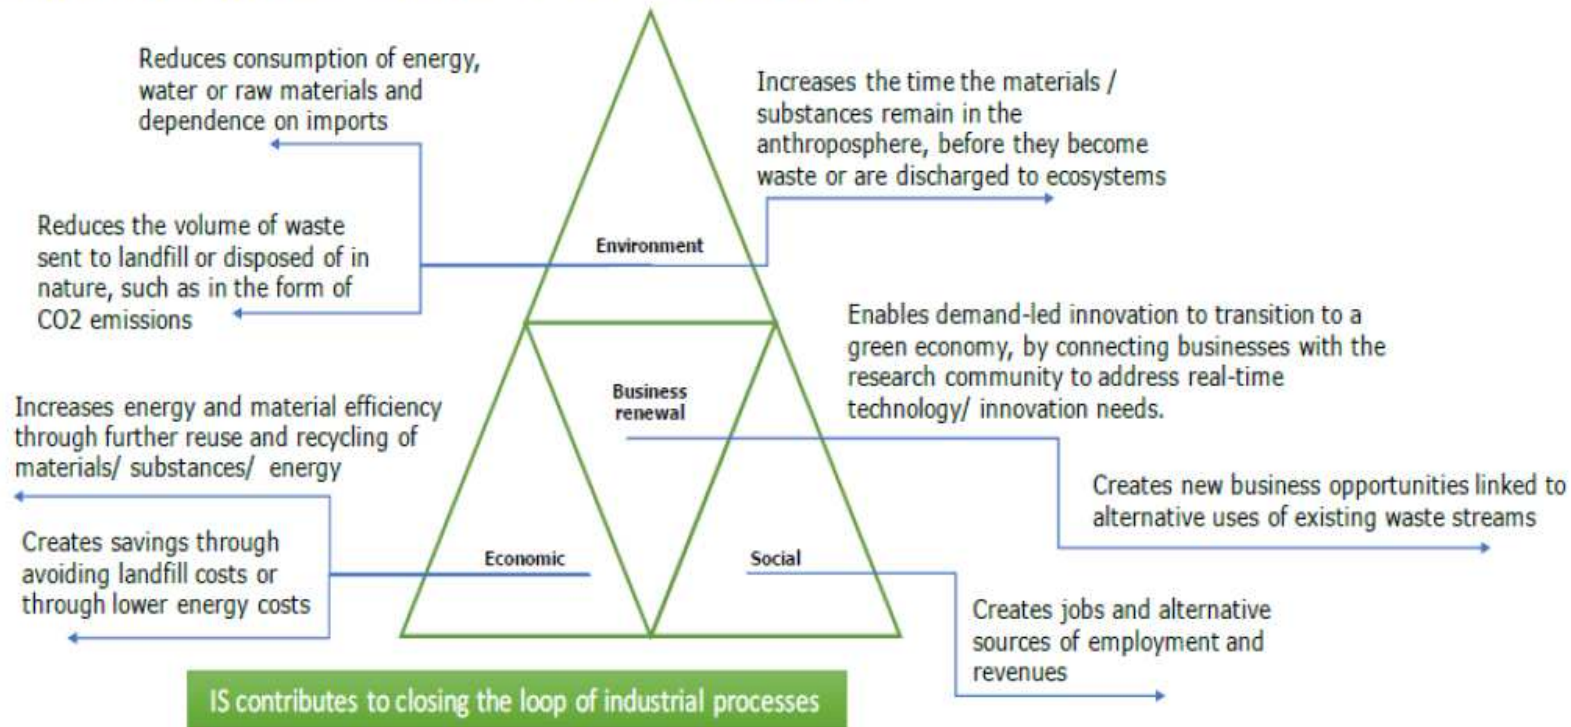 Reduces consumption of energy,
water or raw materials and
dependence on imports
Increases the time the materials /
substances remain in the
anthroposphere, before they become
waste or are discharged to ecosystems
Reduces the volume of waste
sent to landfill or disposed of in
nature, such as in the form of
CO2 emissions
Environment
Enables demand-led innovation to transition to a
green economy, by connecting businesses with the
research community to address real-time
technology/ innovation needs.
Business
renewal
Increases energy and material efficiency
through further reuse and recycling of
materials/ substances/ energy
Creates new business opportunities linked to
alternative uses of existing waste streams
Creates savings through
avoiding landfill costs or
through lower energy costs
Economic
Social
Creates jobs and alternative
sources of employment and
revenues
IS contributes to closing the loop of industrial processes